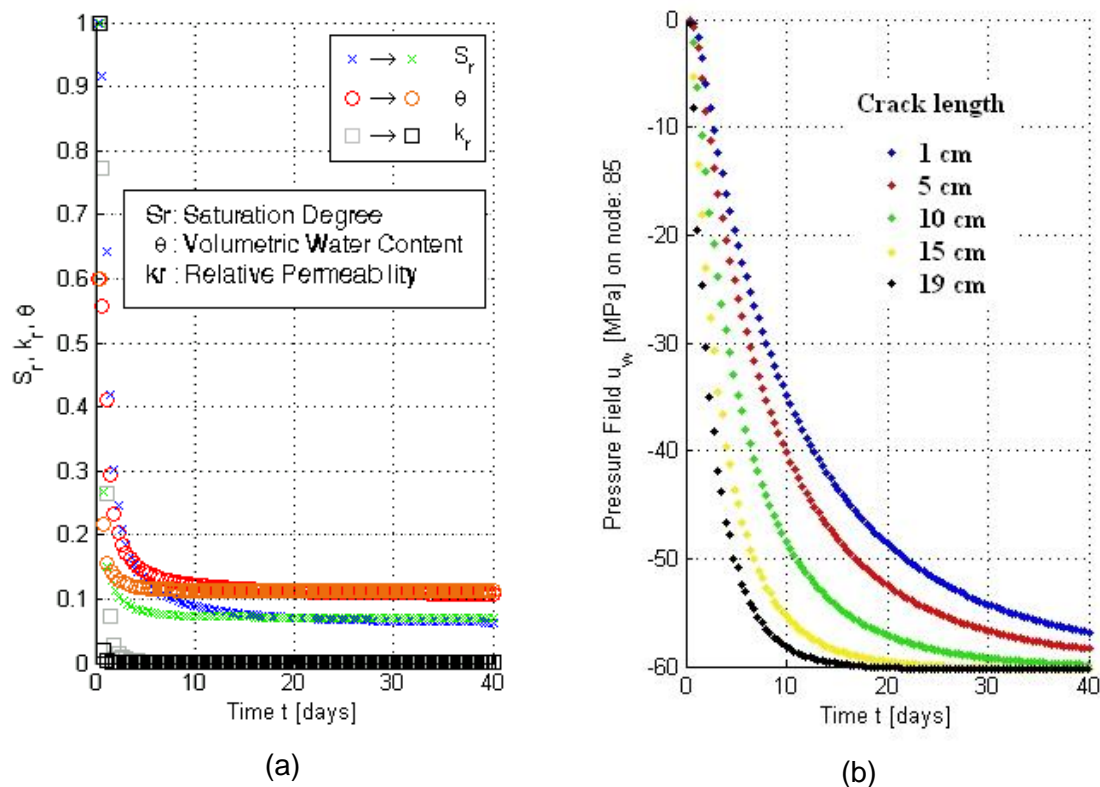 1
0.9
0.8
0.7
0.6
0.5
0.4
0.3
0.2
0.1
0
S_r, k_r, θ
× → × S_r
○ → ○ θ
□ → □ k_r
Sr: Saturation Degree
θ : Volumetric Water Content
kr : Relative Permeablity
0 10 20 30 40
Time t [days]
(a)
0
-10
-20
-30
-40
-50
-60
Pressure Field u_w [MPa] on node: 85
Crack length
1 cm
5 cm
10 cm
15 cm
19 cm
0 10 20 30 40
Time t [days]
(b)